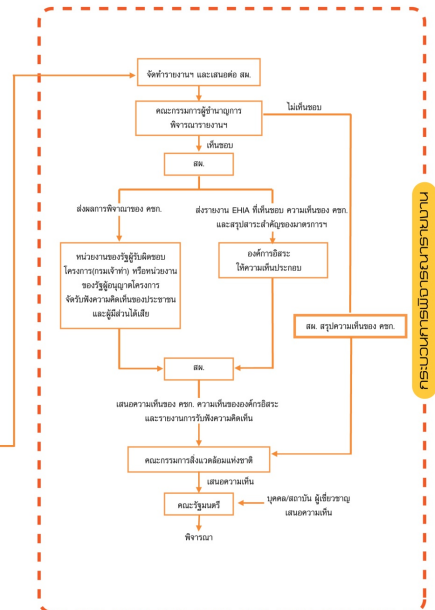 จัดทำรายงานฯ และเสนอต่อ สผ.
คณะกรรมการผู้ชำนาญการ
พิจารณารายงานฯ
ไม่เห็นชอบ
เห็นชอบ
สผ.
ส่งผลการพิจาณาของ คชก.
ส่งรายงาน EHIA ที่เห็นชอบ ความเห็นของ คชก.
และสรุปสาระสำคัญของมาตรการฯ
หน่วยงานของรัฐผู้รับผิดชอบ
โครงการ(กรมเจ้าท่า) หรือหน่วยงาน
ของรัฐผู้อนุญาตโครงการ
จัดรับฟังความคิดเห็นของประชาชน
และผู้มีส่วนได้เสีย
องค์การอิสระ
ให้ความเห็นประกอบ
สผ. สรุปความเห็นของ คชก.
สผ.
เสนอความเห็นของ คชก. ความเห็นขององค์กรอิสระ
และรายงานการรับฟังความคิดเห็น
คณะกรรมการสิ่งแวดล้อมแห่งชาติ
เสนอความเห็น
คณะรัฐมนตรี
บุคคล/สถาบัน ผู้เชี่ยวชาญ
เสนอความเห็น
พิจารณา
กระบวนการพิจารณารายงาน